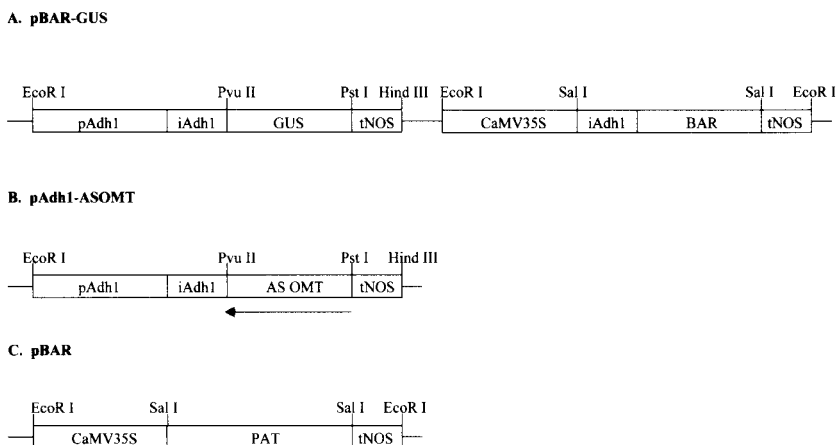 A. pBAR-GUS
EcoR I Pvu II Pst I Hind III EcoR I Sal I Sal I EcoR I
pAdh1 iAdh1 GUS tNOS CaMV35S iAdh1 BAR tNOS
B. pAdh1-ASOMT
EcoR I Pvu II Pst I Hind III
pAdh1 iAdh1 AS OMT tNOS
C. pBAR
EcoR I Sal I Sal I EcoR I
CaMV35S PAT tNOS